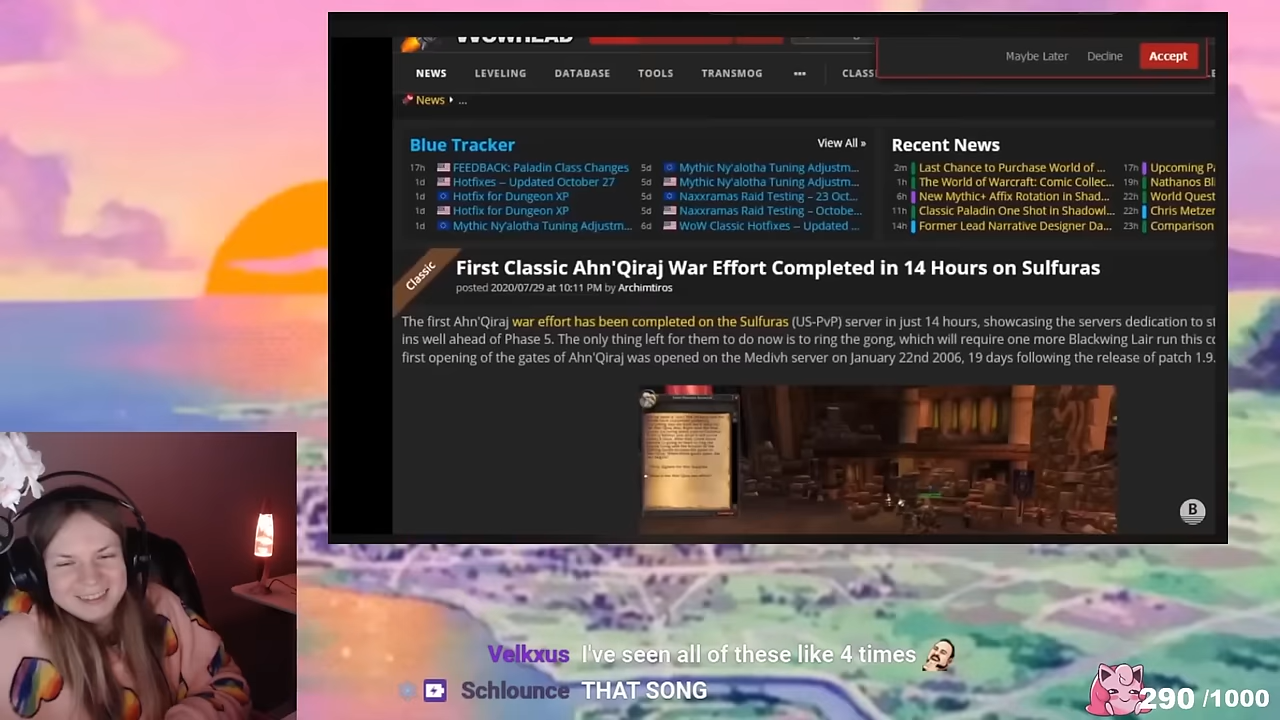 WOWHEAD
Maybe Later Decline Accept
NEWS LEVELING DATABASE TOOLS TRANSMOG ••• CLASS
News ...
Blue Tracker View All »
17h FEEDBACK: Paladin Class Changes
1d Hotfixes – Updated October 27
1d Hotfix for Dungeon XP
1d Hotfix for Dungeon XP
1d Mythic Ny'alotha Tuning Adjustm...
5d Mythic Ny'alotha Tuning Adjustm...
5d Mythic Ny'alotha Tuning Adjustm...
5d Naxxramas Raid Testing – 23 Oct...
5d Naxxramas Raid Testing – Octobe...
6d WoW Classic Hotfixes – Updated ...
Recent News
2m Last Chance to Purchase World of ...
1h The World of Warcraft: Comic Collec...
6h New Mythic+ Affix Rotation in Shad...
11h Classic Paladin One Shot in Shadowl...
14h Former Lead Narrative Designer Da...
17h Upcoming Pa
19h Nathanos Bli
22h World Quest
22h Chris Metzer
23h Comparison
Classic
First Classic Ahn'Qiraj War Effort Completed in 14 Hours on Sulfuras
posted 2020/07/29 at 10:11 PM by Archimtiros
The first Ahn'Qiraj war effort has been completed on the Sulfuras (US-PvP) server in just 14 hours, showcasing the servers dedication to st
ins well ahead of Phase 5. The only thing left for them to do now is to ring the gong, which will require one more Blackwing Lair run this co
first opening of the gates of Ahn'Qiraj was opened on the Medivh server on January 22nd 2006, 19 days following the release of patch 1.9.
B
Velkxus I've seen all of these like 4 times
Schlounce THAT SONG
290 /1000